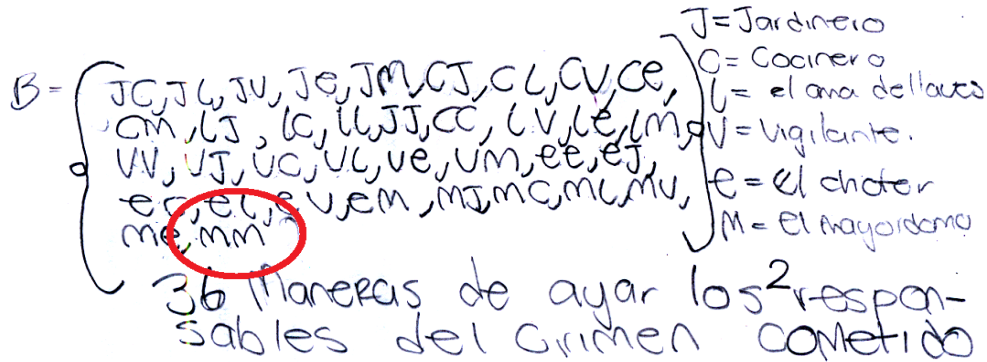 B = { JC, JL, JV, Je, JM, CJ, CL, CV, Ce,
CM, LJ, LC, LL, JJ, CC, LV, Le, LM,
VV, VJ, VC, VL, Ve, VM, ee, eJ,
eC, eL, eV, eM, MJ, MC, ML, MV,
Me, MM }
J = Jardinero
C = Cocinero
L = el ama dellaves
V = Vigilante.
e = El chofer
M = El Mayordomo
36 Maneras de ayar los 2 respon-
sables del Crimen Cometido